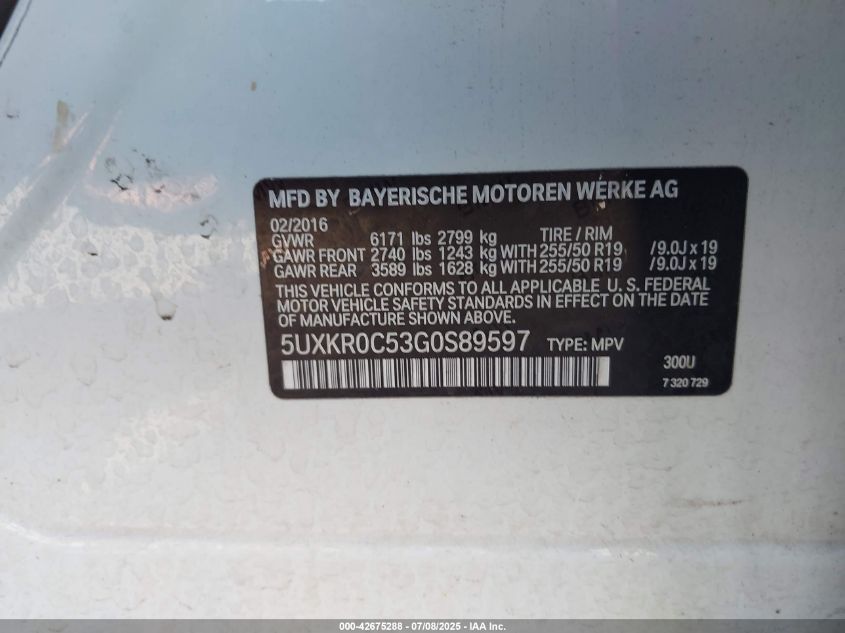 MFD BY BAYERISCHE MOTOREN WERKE AG
02/2016
GVWR 6171 lbs 2799 kg TIRE / RIM
GAWR FRONT 2740 lbs 1243 kg WITH 255/50 R19 /9.0J x 19
GAWR REAR 3589 lbs 1628 kg WITH 255/50 R19 /9.0J x 19
THIS VEHICLE CONFORMS TO ALL APPLICABLE U. S. FEDERAL
MOTOR VEHICLE SAFETY STANDARDS IN EFFECT ON THE DATE
OF MANUFACTURE SHOWN ABOVE.
5UXKR0C53G0S89597 TYPE: MPV
300U
7 320 729
000-42675288 - 07/08/2025 - IAA Inc.